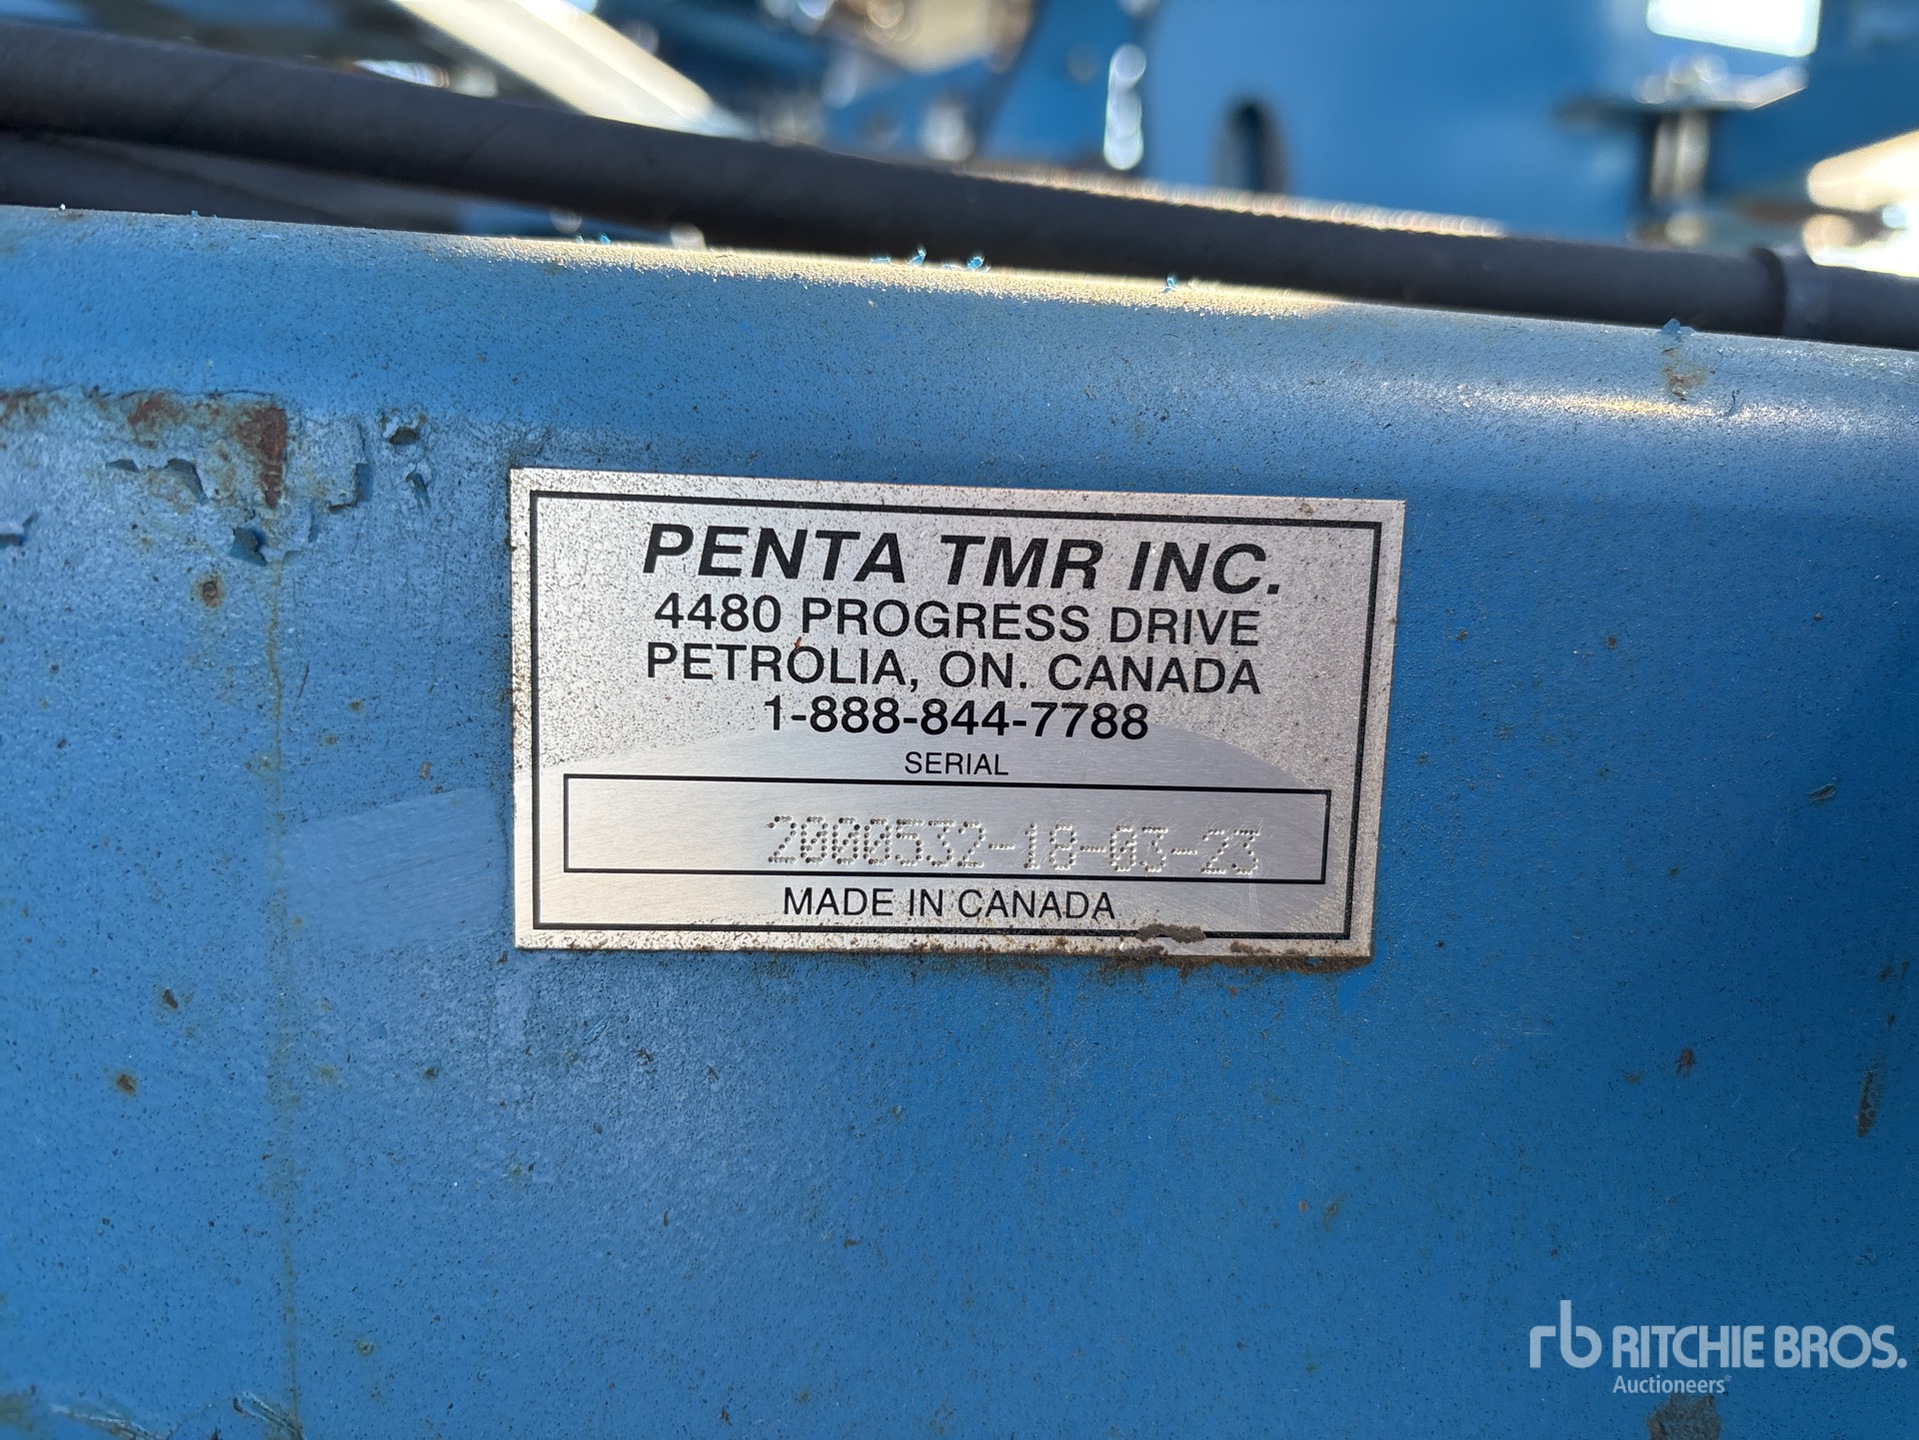 PENTA TMR INC.
4480 PROGRESS DRIVE
PETROLIA, ON. CANADA
1-888-844-7788
SERIAL
2000532-18-03-23
MADE IN CANADA
rb RITCHIE BROS.
Auctioneers®